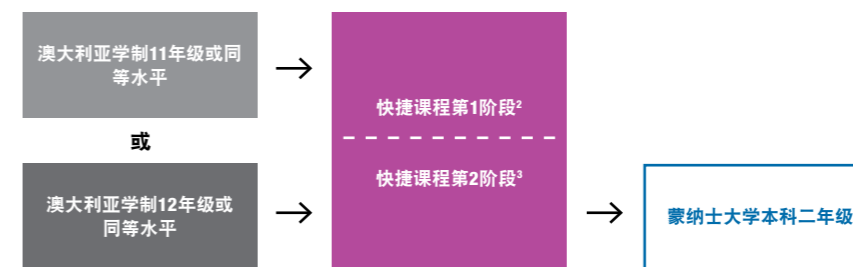 澳大利亚学制11年级或同
等水平
或
澳大利亚学制12年级或
同等水平
快捷课程第1阶段²
快捷课程第2阶段³
蒙纳士大学本科二年级